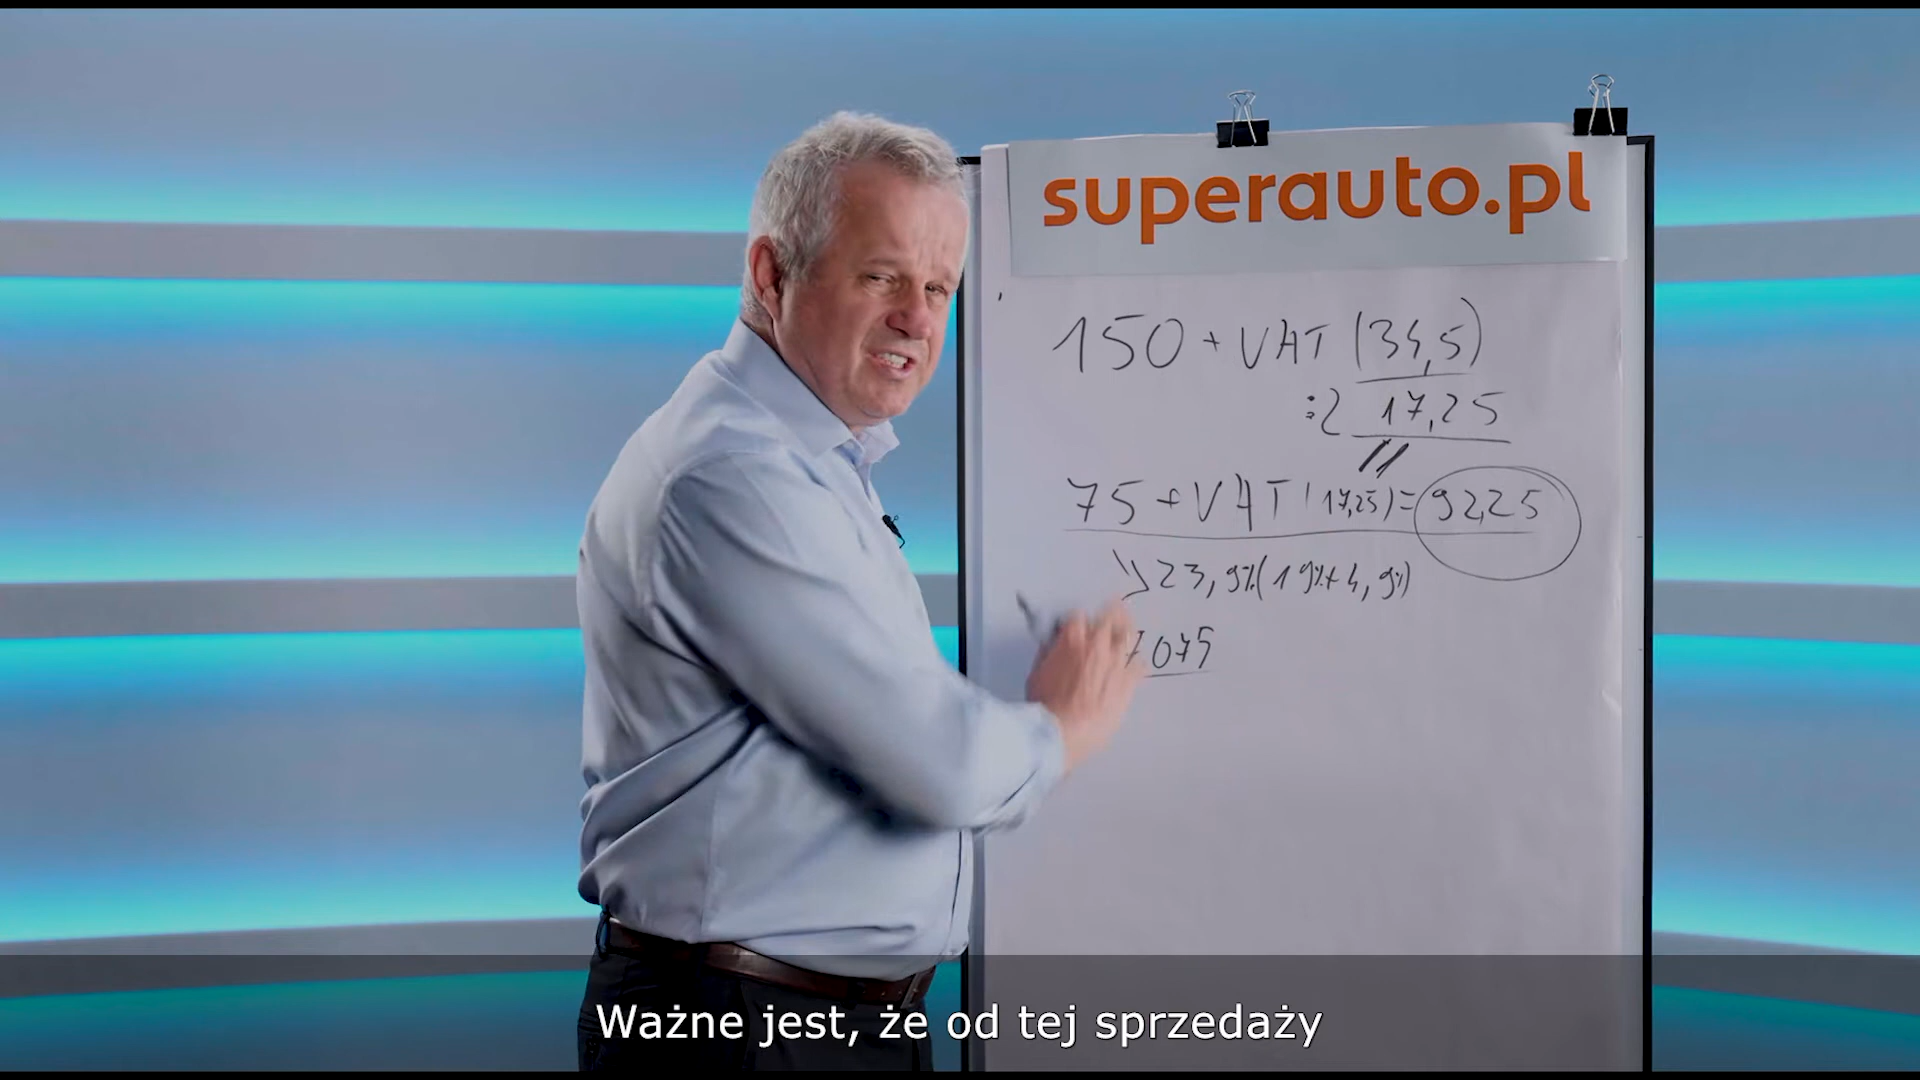 superauto.pl
150 + VAT (34,5)
:2 17,25
75 + VAT (17,25) = 92,25
23,9% (19% + 4,9%)
7075
Ważne jest, że od tej sprzedaży